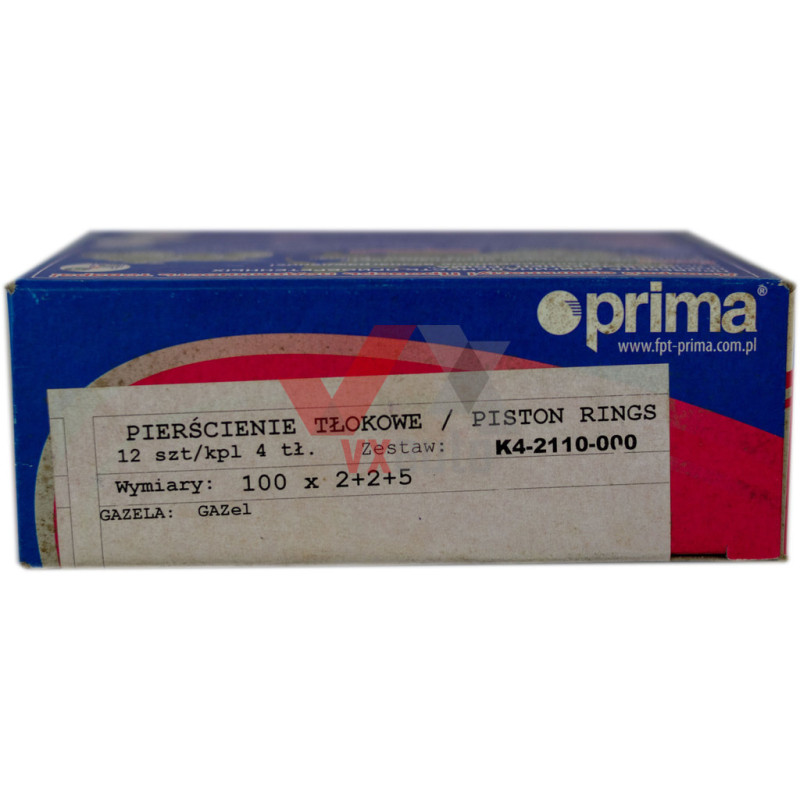 prima®
www.fpt-prima.com.pl
PIERŚCIENIE TŁOKOWE / PISTON RINGS
12 szt/kpl 4 tł. Zestaw: K4-2110-000
VX
Wymiary: 100 x 2+2+5
GAZELA: GAZel